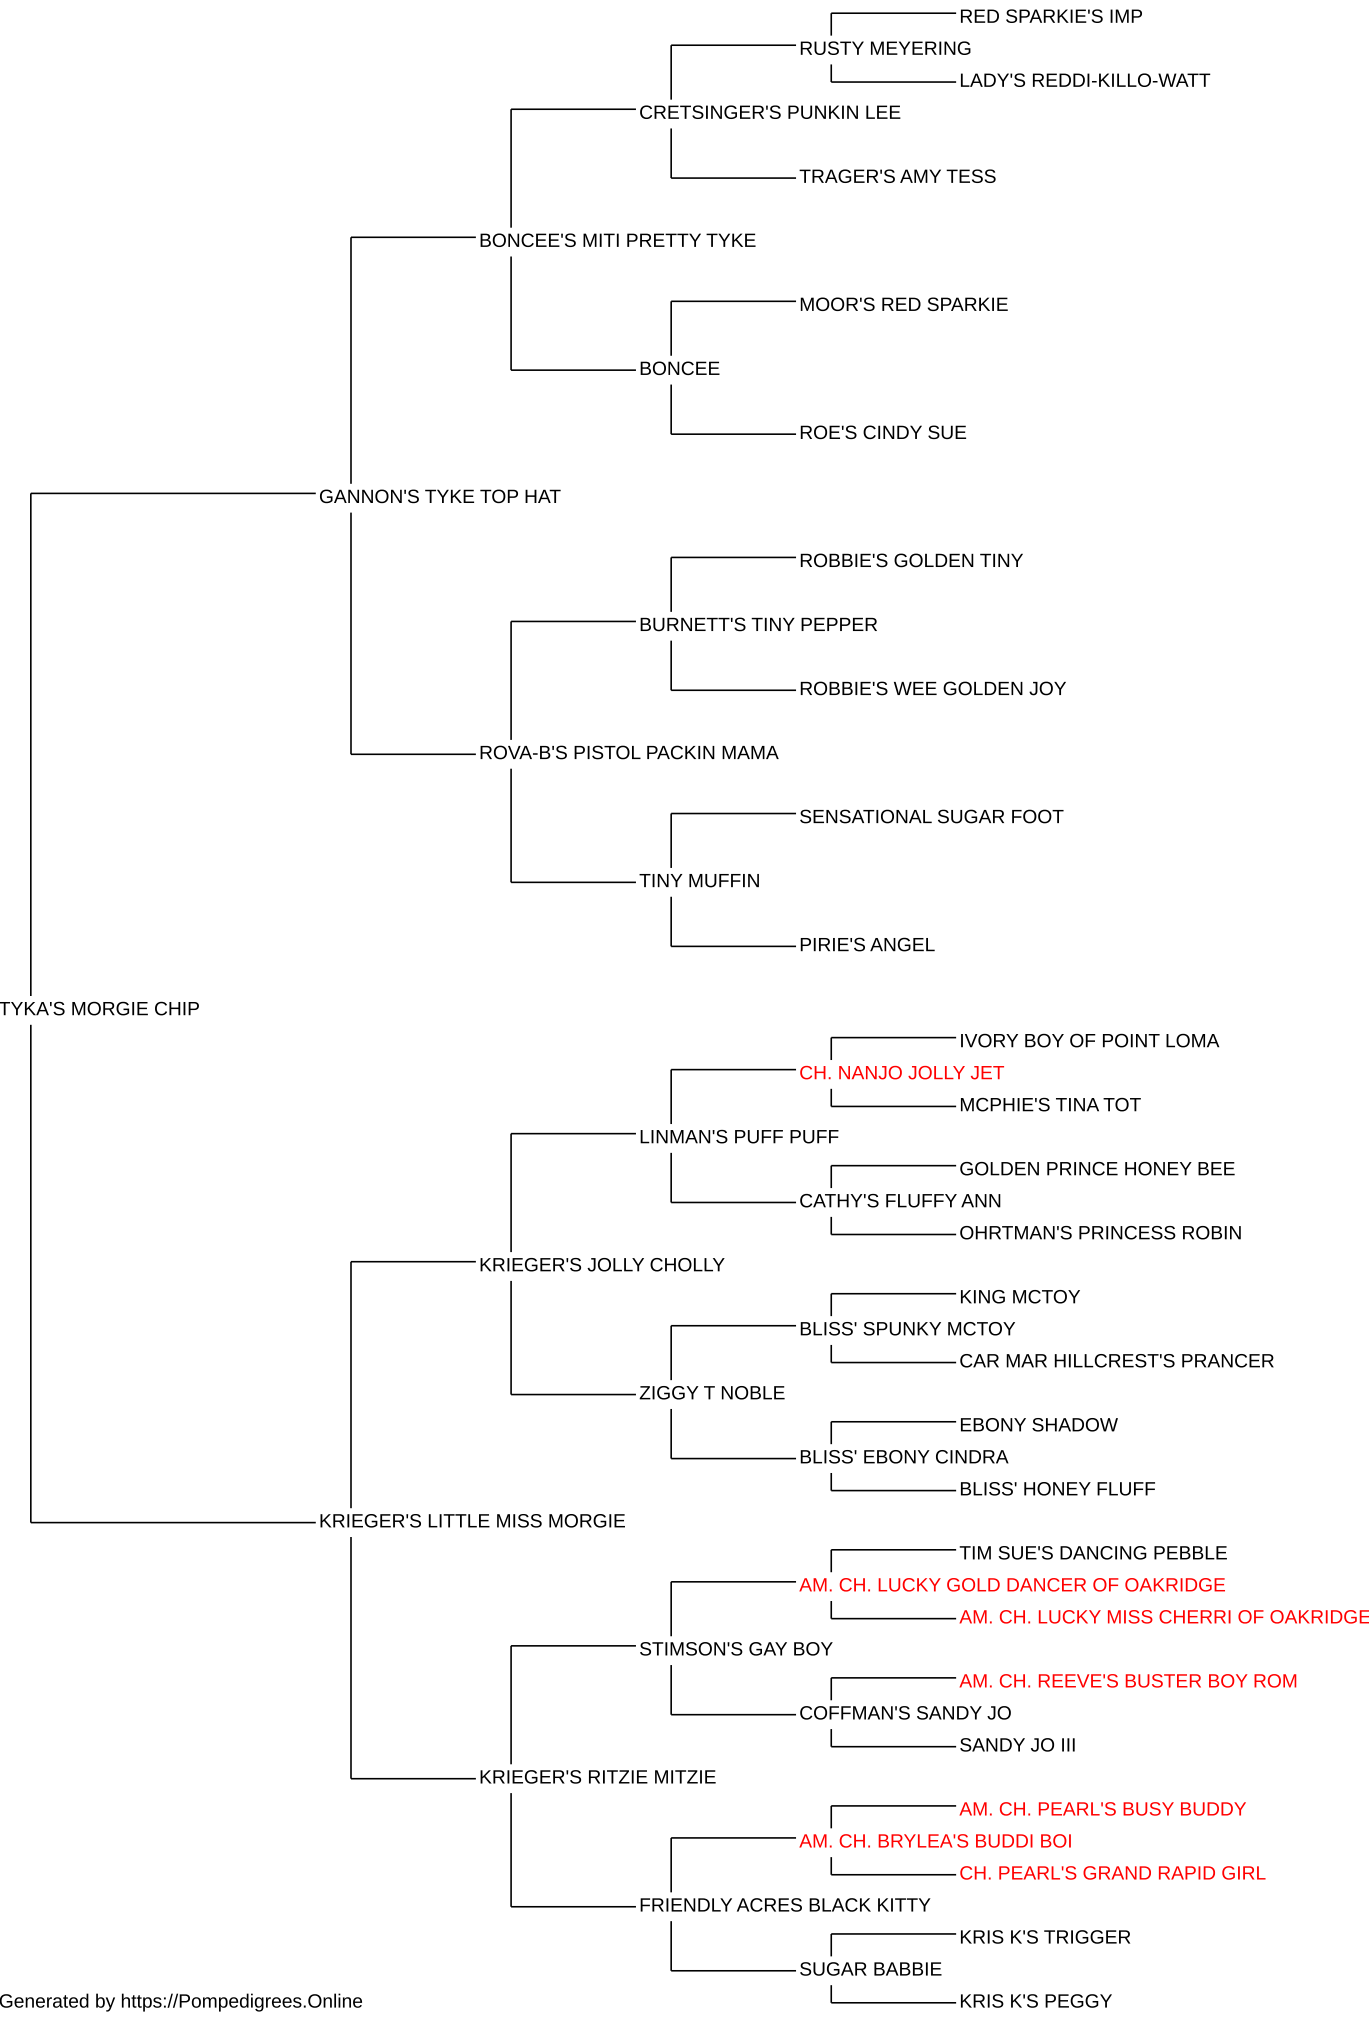 RED SPARKIE'S IMP
RUSTY MEYERING
LADY'S REDDI-KILLO-WATT
CRETSINGER'S PUNKIN LEE
TRAGER'S AMY TESS
BONCEE'S MITI PRETTY TYKE
MOOR'S RED SPARKIE
BONCEE
ROE'S CINDY SUE
GANNON'S TYKE TOP HAT
ROBBIE'S GOLDEN TINY
BURNETT'S TINY PEPPER
ROBBIE'S WEE GOLDEN JOY
ROVA-B'S PISTOL PACKIN MAMA
SENSATIONAL SUGAR FOOT
TINY MUFFIN
PIRIE'S ANGEL
TYKA'S MORGIE CHIP
IVORY BOY OF POINT LOMA
CH. NANJO JOLLY JET
MCPHIE'S TINA TOT
LINMAN'S PUFF PUFF
GOLDEN PRINCE HONEY BEE
CATHY'S FLUFFY ANN
OHRTMAN'S PRINCESS ROBIN
KRIEGER'S JOLLY CHOLLY
KING MCTOY
BLISS' SPUNKY MCTOY
CAR MAR HILLCREST'S PRANCER
ZIGGY T NOBLE
EBONY SHADOW
BLISS' EBONY CINDRA
BLISS' HONEY FLUFF
KRIEGER'S LITTLE MISS MORGIE
TIM SUE'S DANCING PEBBLE
AM. CH. LUCKY GOLD DANCER OF OAKRIDGE
AM. CH. LUCKY MISS CHERRI OF OAKRIDGE
STIMSON'S GAY BOY
AM. CH. REEVE'S BUSTER BOY ROM
COFFMAN'S SANDY JO
SANDY JO III
KRIEGER'S RITZIE MITZIE
AM. CH. PEARL'S BUSY BUDDY
AM. CH. BRYLEA'S BUDDI BOI
CH. PEARL'S GRAND RAPID GIRL
FRIENDLY ACRES BLACK KITTY
KRIS K'S TRIGGER
SUGAR BABBIE
KRIS K'S PEGGY
Generated by https://Pompedigrees.Online